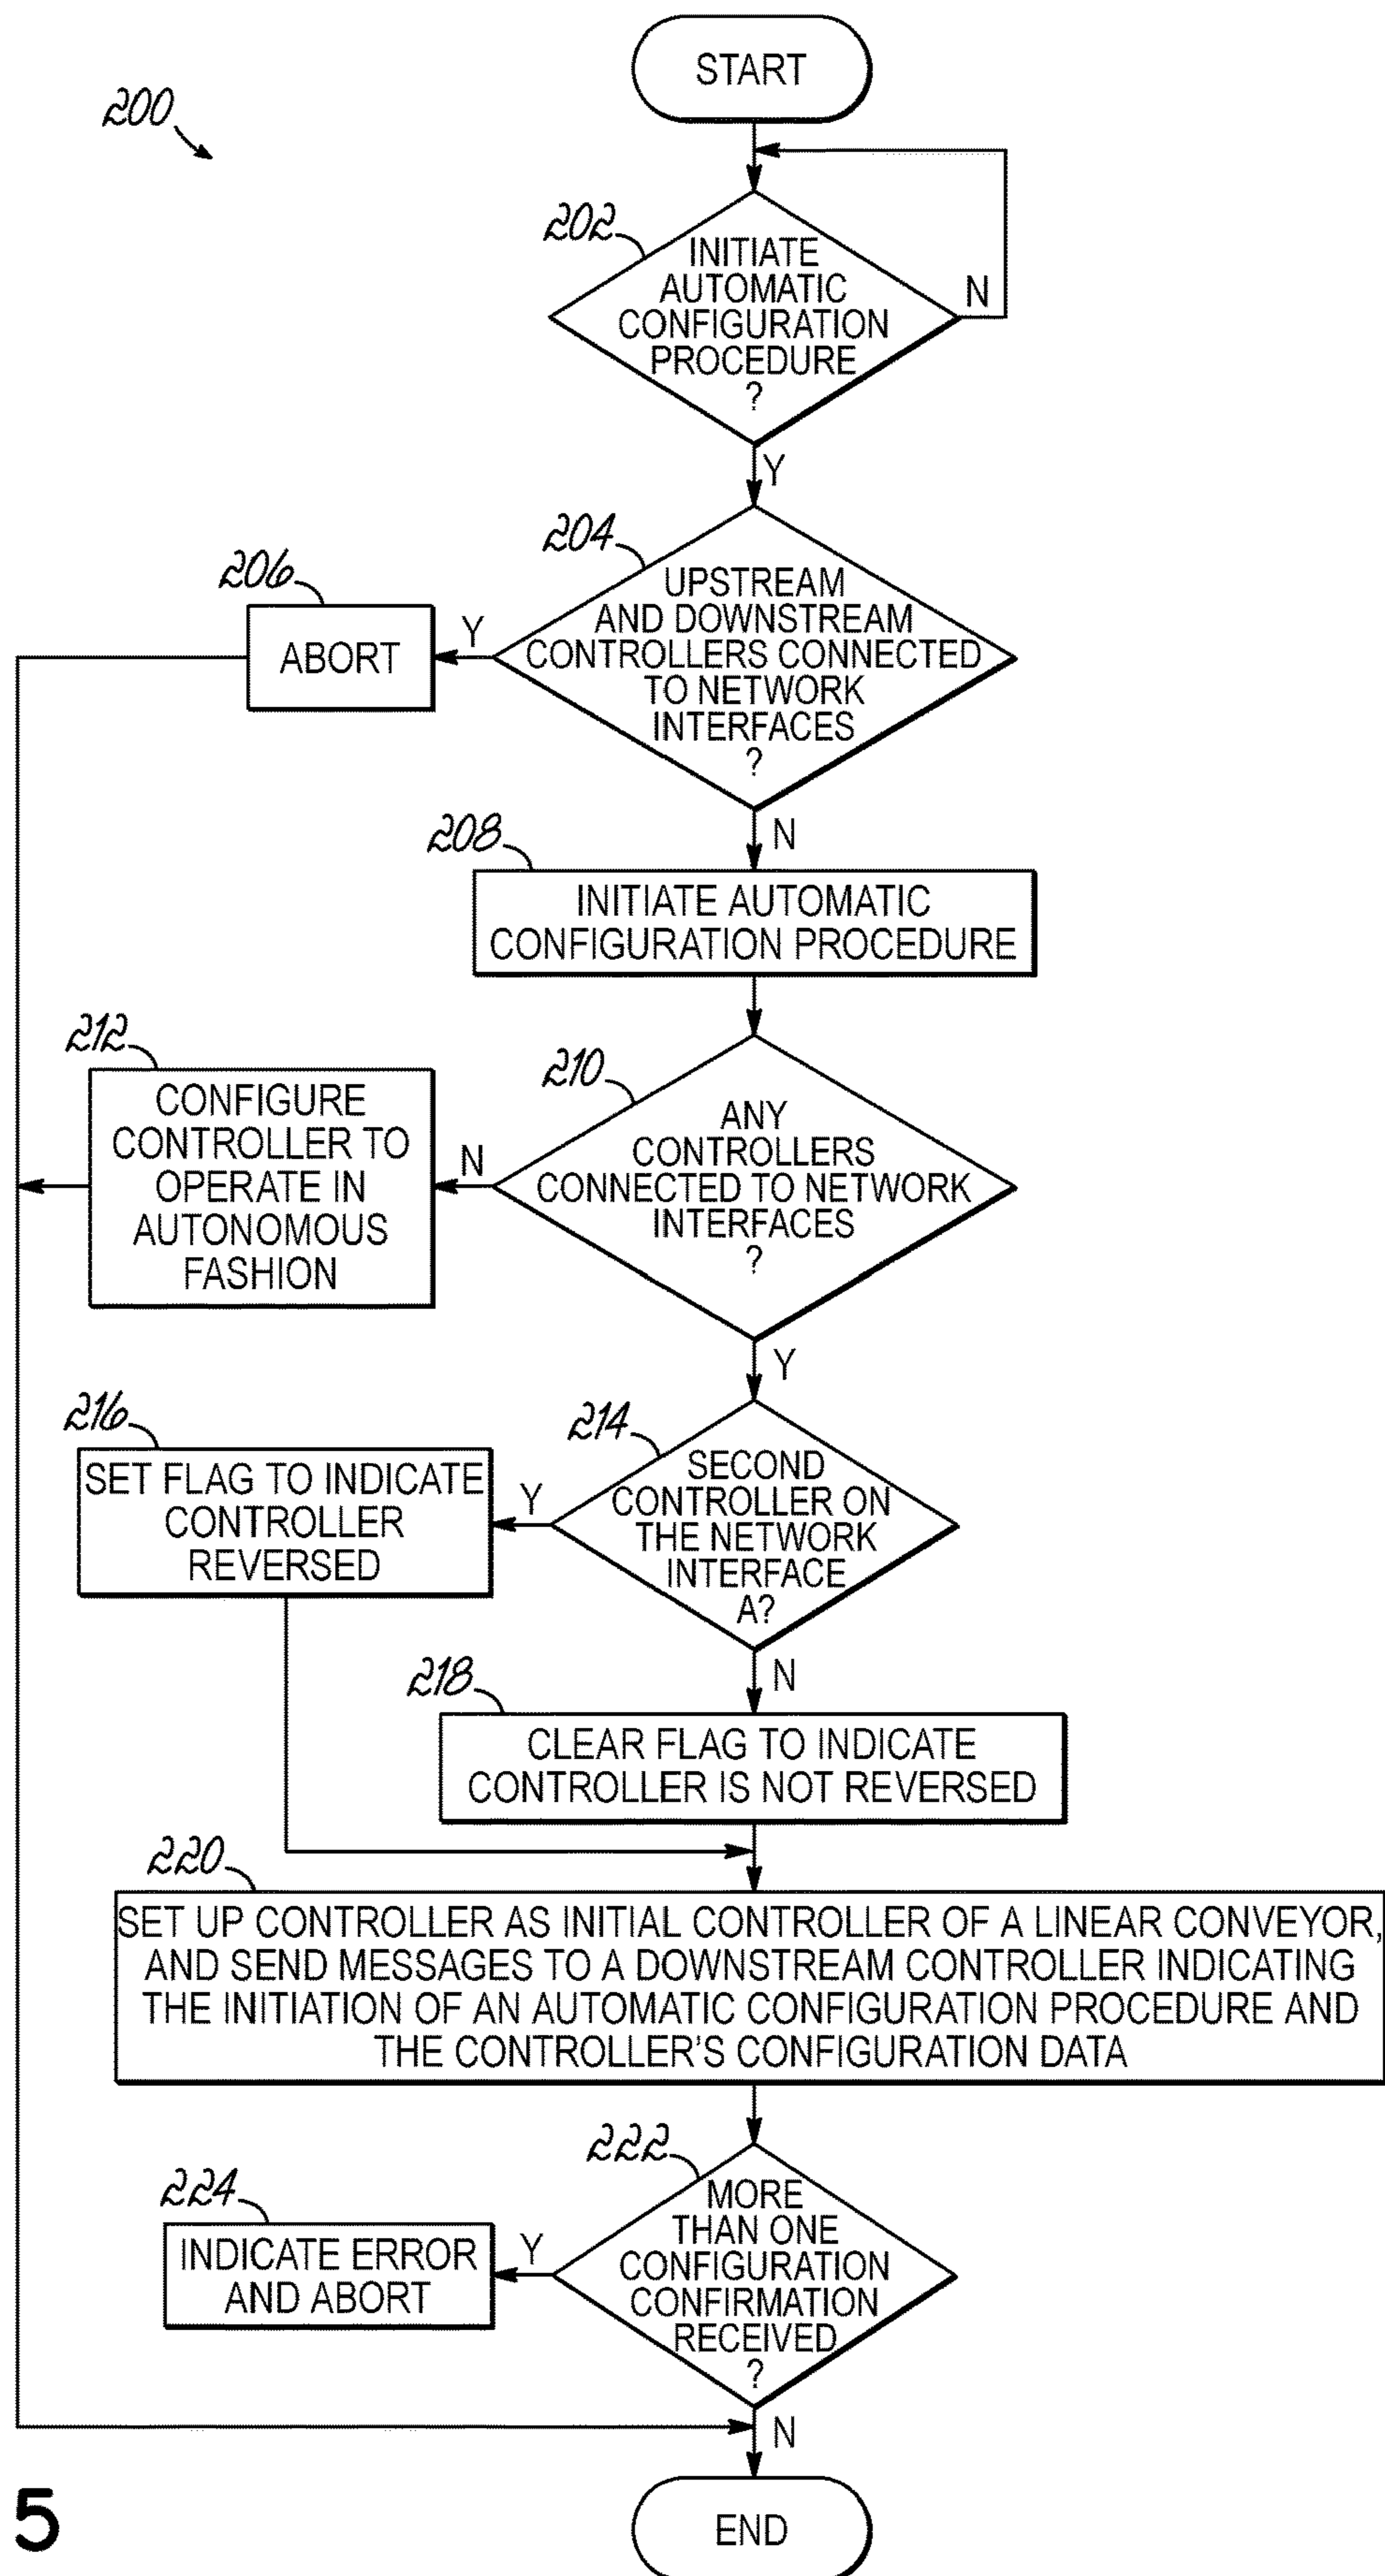 START
200
202
INITIATE
AUTOMATIC
CONFIGURATION
PROCEDURE
?
N
Y
204
UPSTREAM
AND DOWNSTREAM
CONTROLLERS CONNECTED
TO NETWORK
INTERFACES
?
206
Y
ABORT
N
208
INITIATE AUTOMATIC
CONFIGURATION PROCEDURE
212
CONFIGURE
CONTROLLER TO
OPERATE IN
AUTONOMOUS
FASHION
N
210
ANY
CONTROLLERS
CONNECTED TO NETWORK
INTERFACES
?
Y
216
SET FLAG TO INDICATE
CONTROLLER
REVERSED
Y
214
SECOND
CONTROLLER ON
THE NETWORK
INTERFACE
A?
N
218
CLEAR FLAG TO INDICATE
CONTROLLER IS NOT REVERSED
220
SET UP CONTROLLER AS INITIAL CONTROLLER OF A LINEAR CONVEYOR,
AND SEND MESSAGES TO A DOWNSTREAM CONTROLLER INDICATING
THE INITIATION OF AN AUTOMATIC CONFIGURATION PROCEDURE AND
THE CONTROLLER'S CONFIGURATION DATA
222
MORE
THAN ONE
CONFIGURATION
CONFIRMATION
RECEIVED
?
224
INDICATE ERROR
AND ABORT
Y
N
5
END